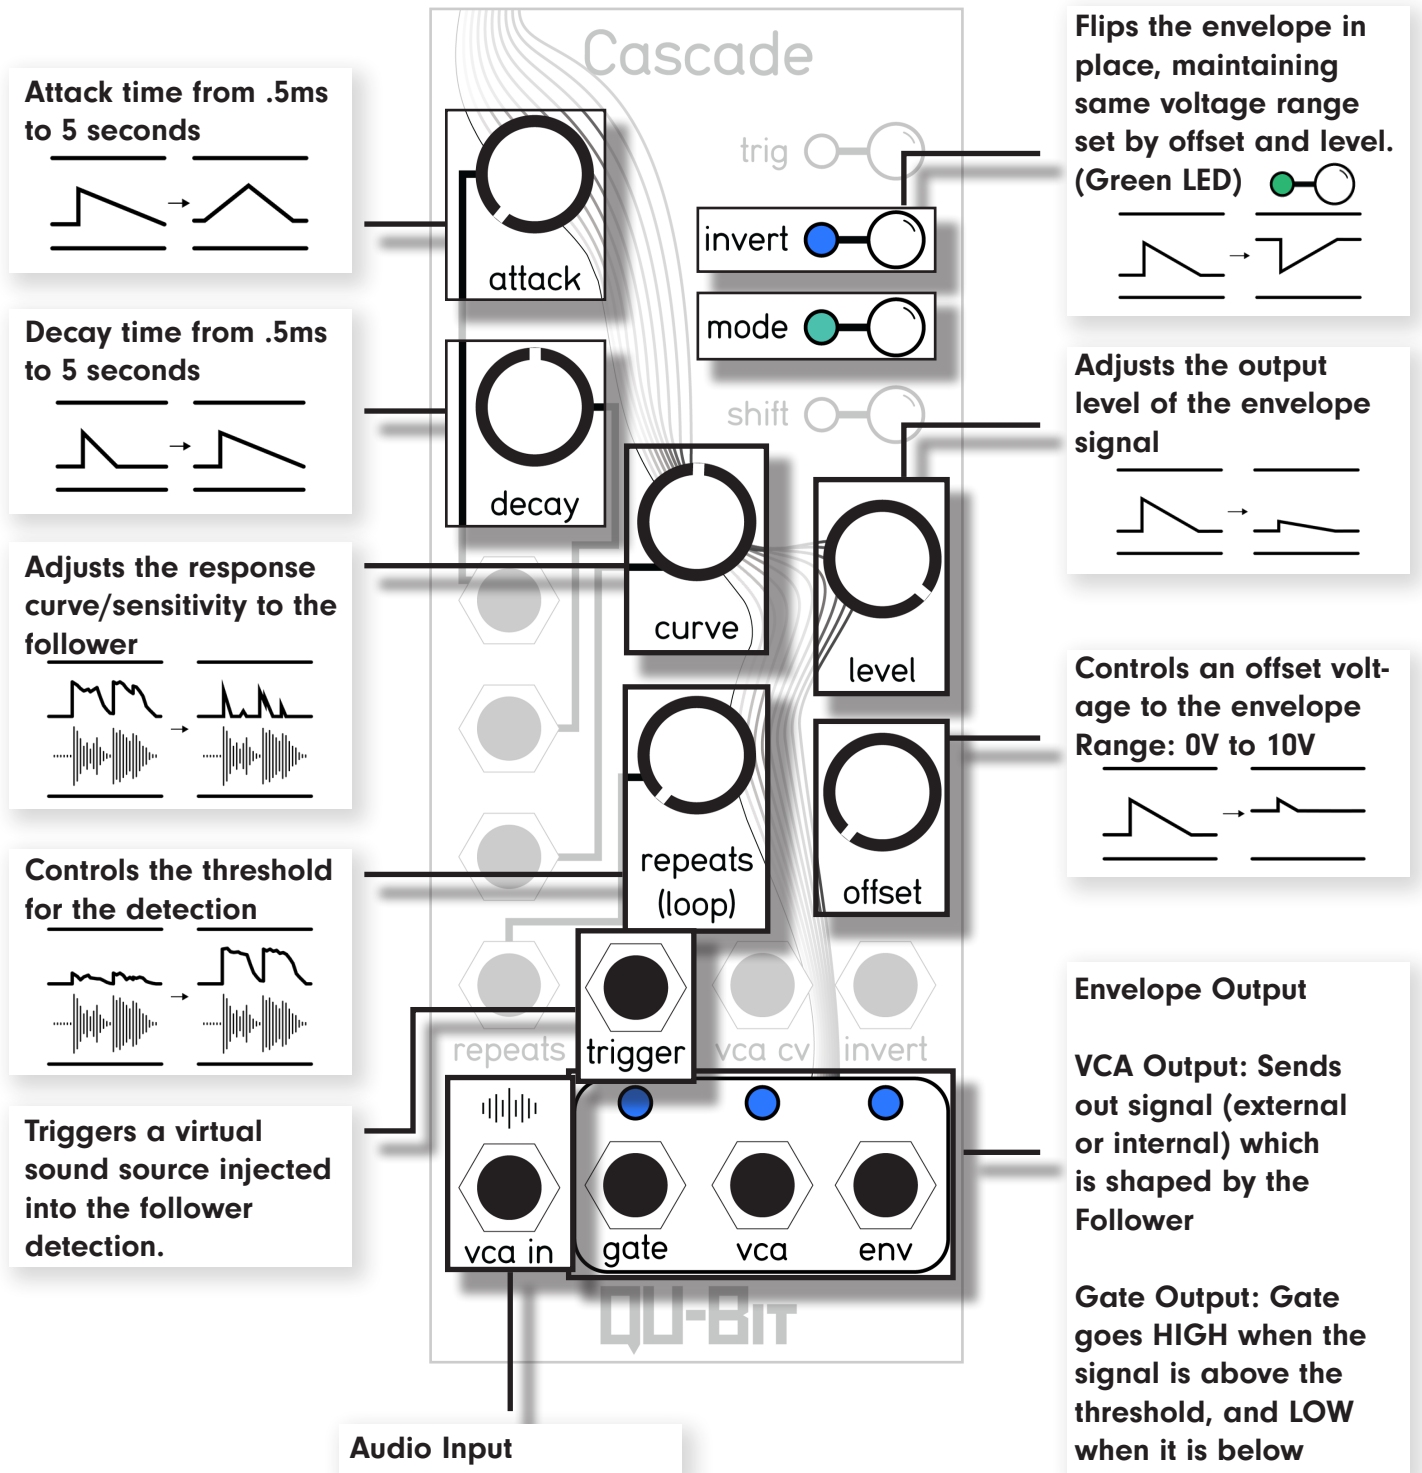 Cascade
Attack time from .5ms
to 5 seconds
Decay time from .5ms
to 5 seconds
Adjusts the response
curve/sensitivity to the
follower
Controls the threshold
for the detection
Triggers a virtual
sound source injected
into the follower
detection.
attack
decay
trig
invert
mode
shift
curve
level
repeats
(loop)
offset
repeats
trigger
vca cv
invert
vca in
gate
vca
env
QU-BIT
Audio Input
Flips the envelope in
place, maintaining
same voltage range
set by offset and level.
(Green LED)
Adjusts the output
level of the envelope
signal
Controls an offset volt-
age to the envelope
Range: 0V to 10V
Envelope Output
VCA Output: Sends
out signal (external
or internal) which
is shaped by the
Follower
Gate Output: Gate
goes HIGH when the
signal is above the
threshold, and LOW
when it is below